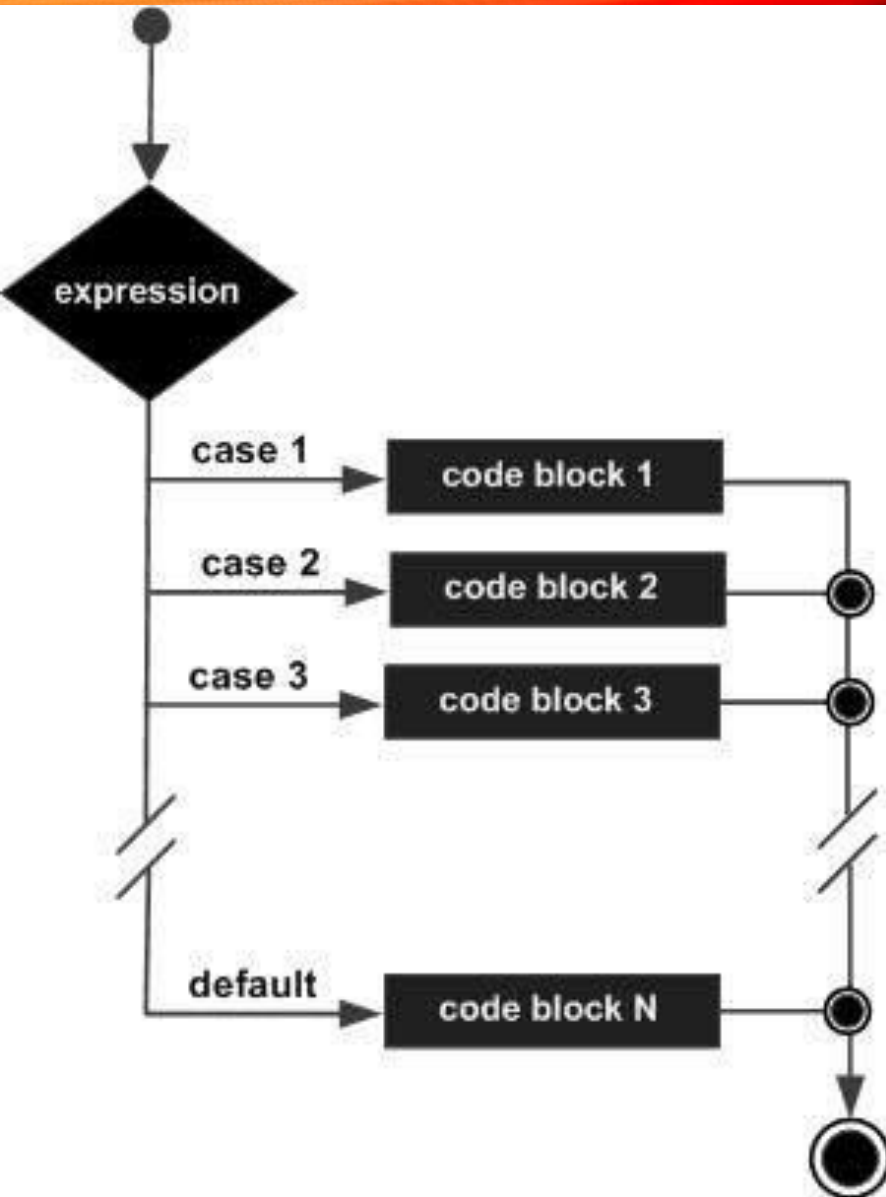 expression
case 1
code block 1
case 2
code block 2
case 3
code block 3
default
code block N